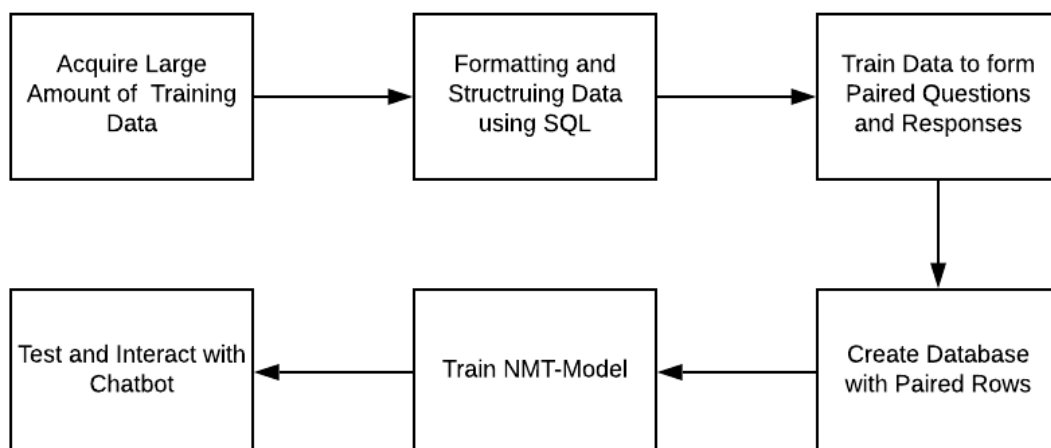 Acquire Large
Amount of Training
Data
Formatting and
Structruing Data
using SQL
Train Data to form
Paired Questions
and Responses
Create Database
with Paired Rows
Train NMT-Model
Test and Interact with
Chatbot